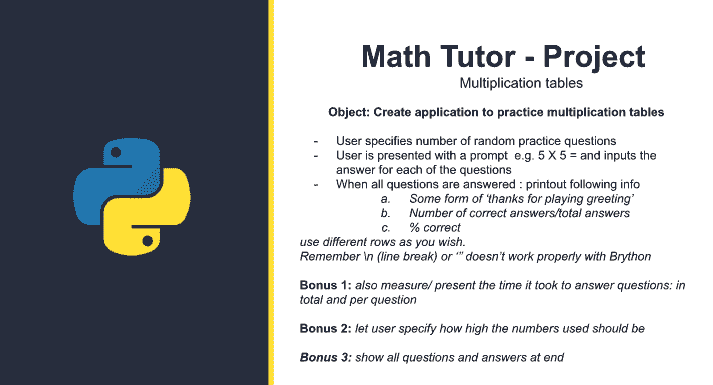 Math Tutor - Project
Multiplication tables
Object: Create application to practice multiplication tables
- User specifies number of random practice questions
- User is presented with a prompt e.g. 5 X 5 = and inputs the
answer for each of the questions
- When all questions are answered : printout following info
a. Some form of ‘thanks for playing greeting’
b. Number of correct answers/total answers
c. % correct
use different rows as you wish.
Remember \n (line break) or ‘’’’ doesn’t work properly with Brython
Bonus 1: also measure/ present the time it took to answer questions: in
total and per question
Bonus 2: let user specify how high the numbers used should be
Bonus 3: show all questions and answers at end